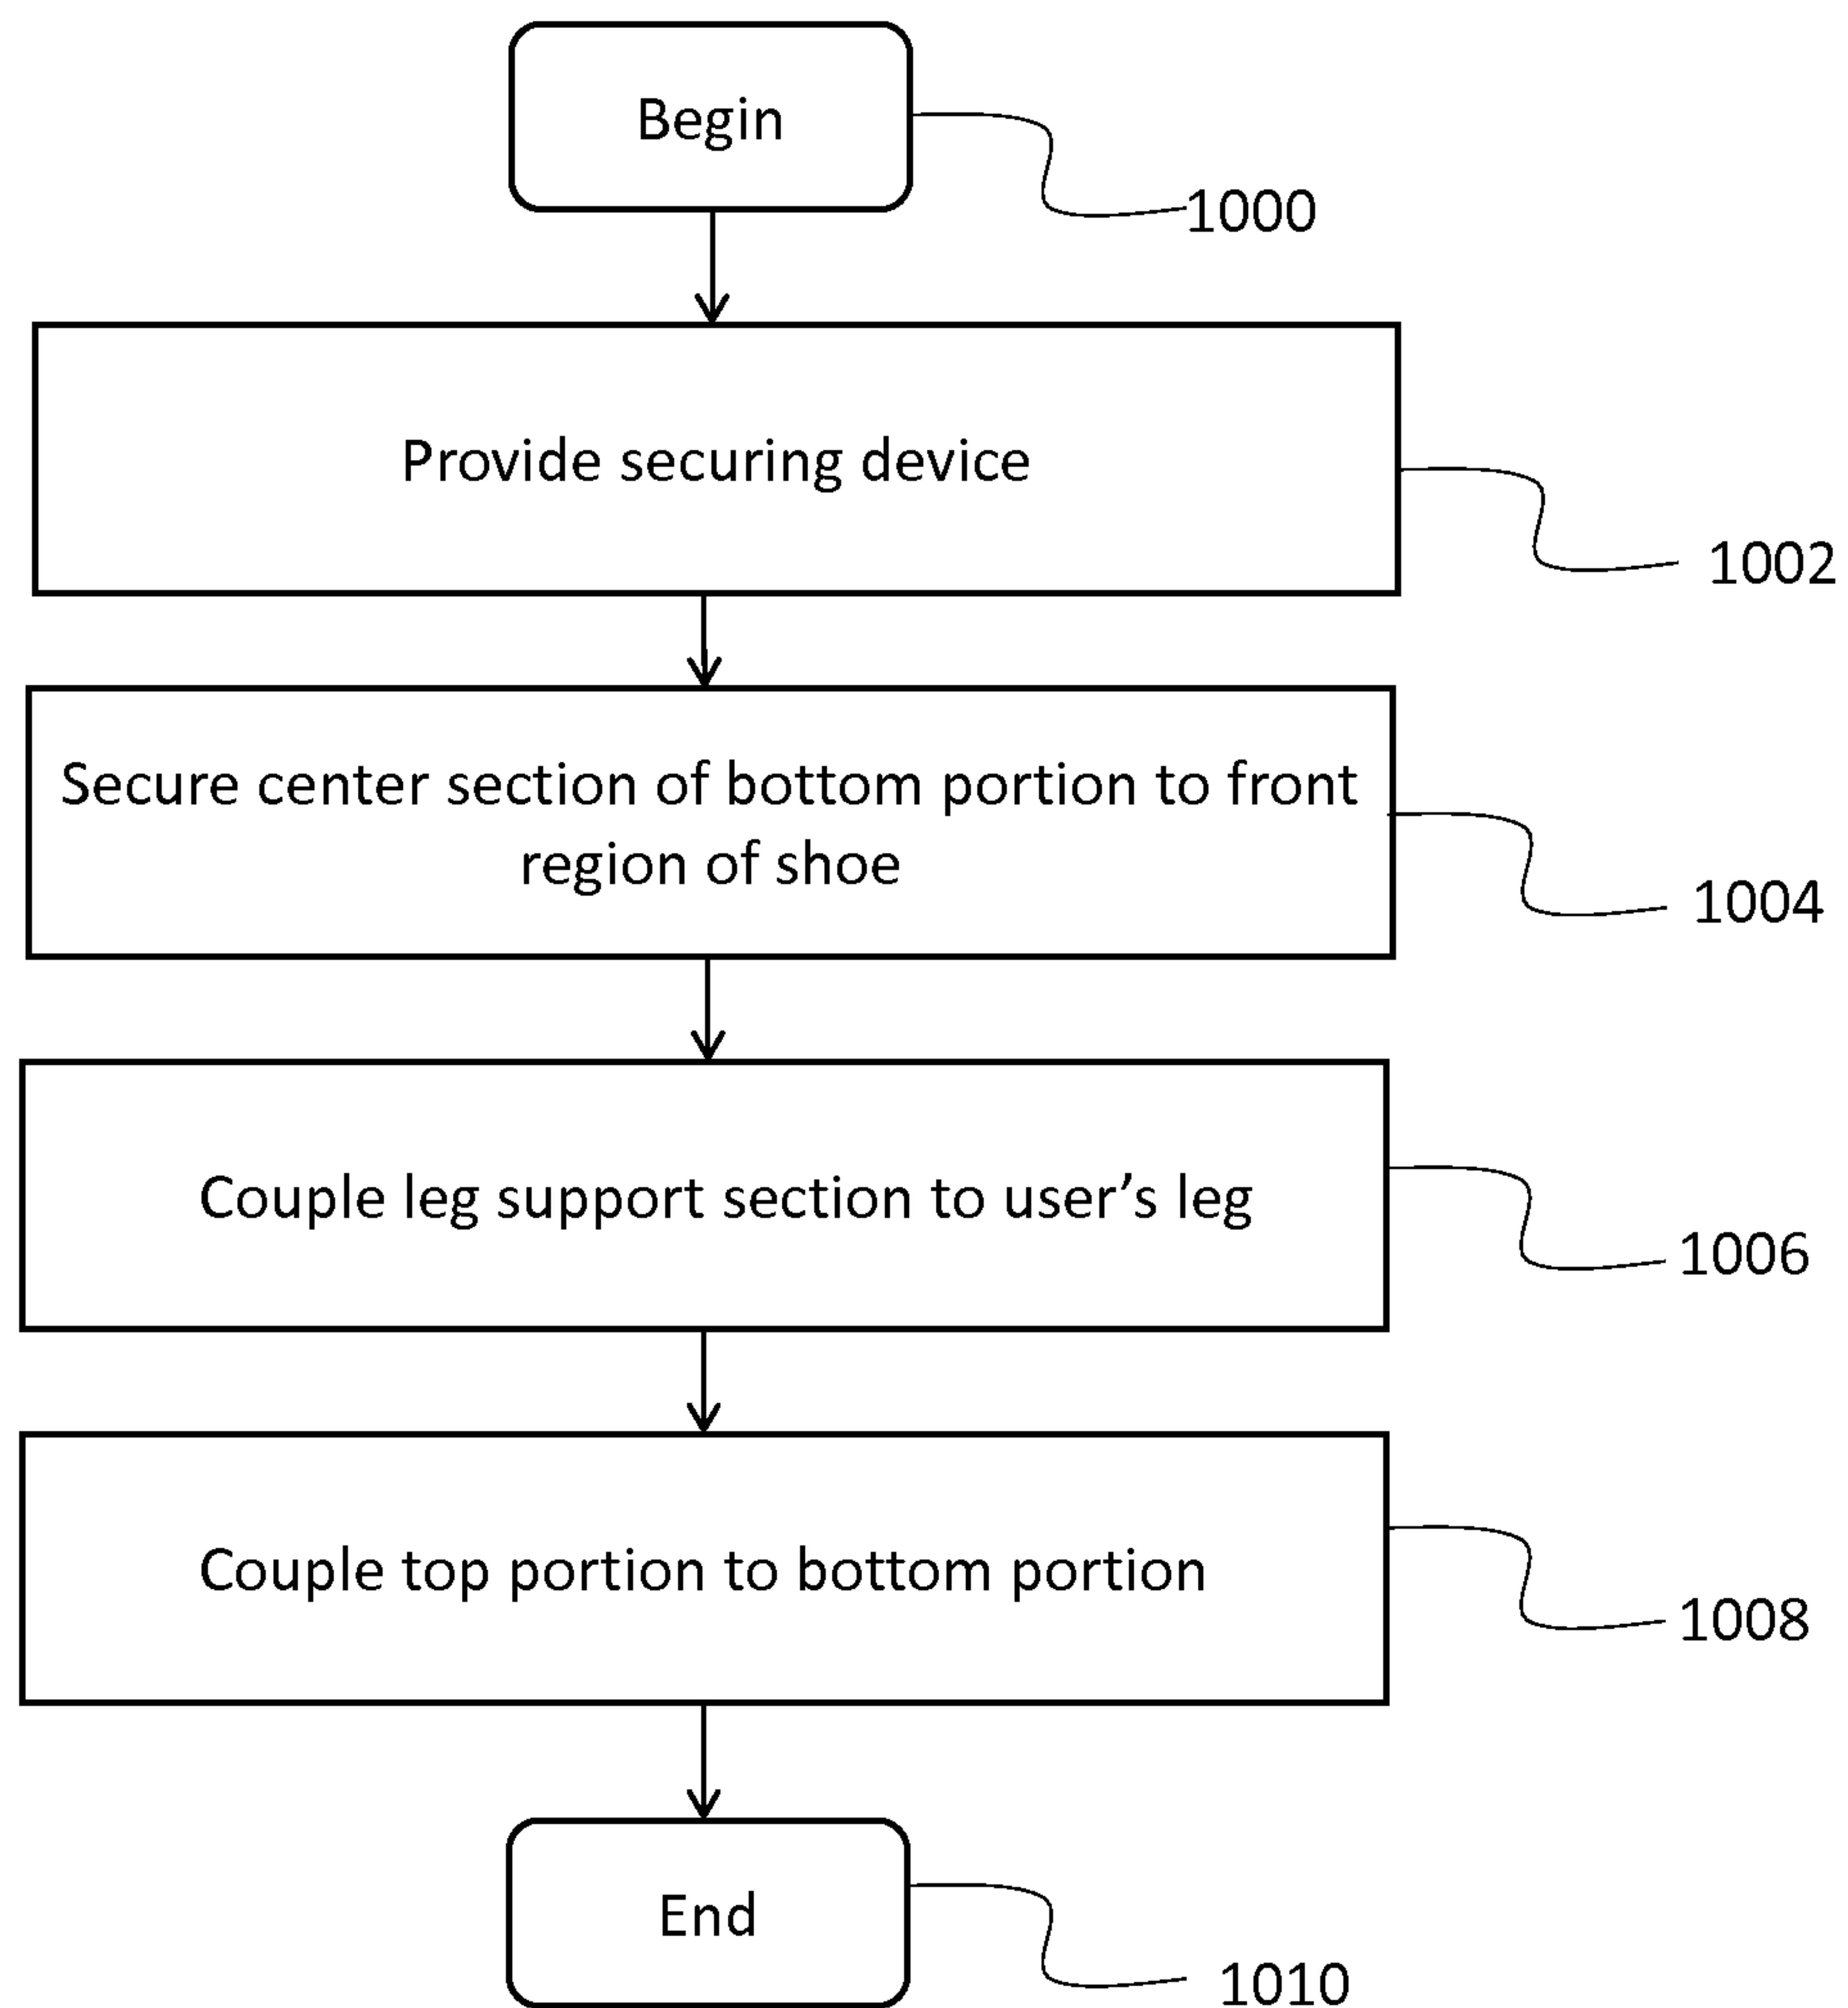 Begin
1000
Provide securing device
1002
Secure center section of bottom portion to front
region of shoe
1004
Couple leg support section to user’s leg
1006
Couple top portion to bottom portion
1008
End
1010